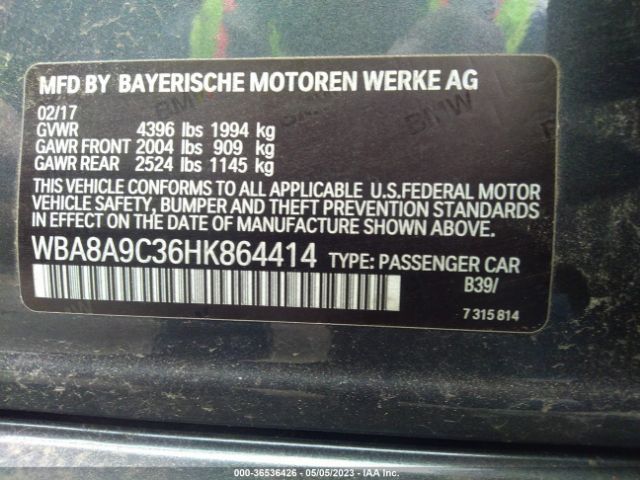 MFD BY BAYERISCHE MOTOREN WERKE AG
02/17
GVWR 4396 lbs 1994 kg
GAWR FRONT 2004 lbs 909 kg
GAWR REAR 2524 lbs 1145 kg
THIS VEHICLE CONFORMS TO ALL APPLICABLE U.S.FEDERAL MOTOR
VEHICLE SAFETY, BUMPER AND THEFT PREVENTION STANDARDS
IN EFFECT ON THE DATE OF MANUFACTURE SHOWN ABOVE.
WBA8A9C36HK864414 TYPE: PASSENGER CAR
B39/
7 315 814
BMW
BMW
000-36536426 - 05/05/2023 - IAA Inc.